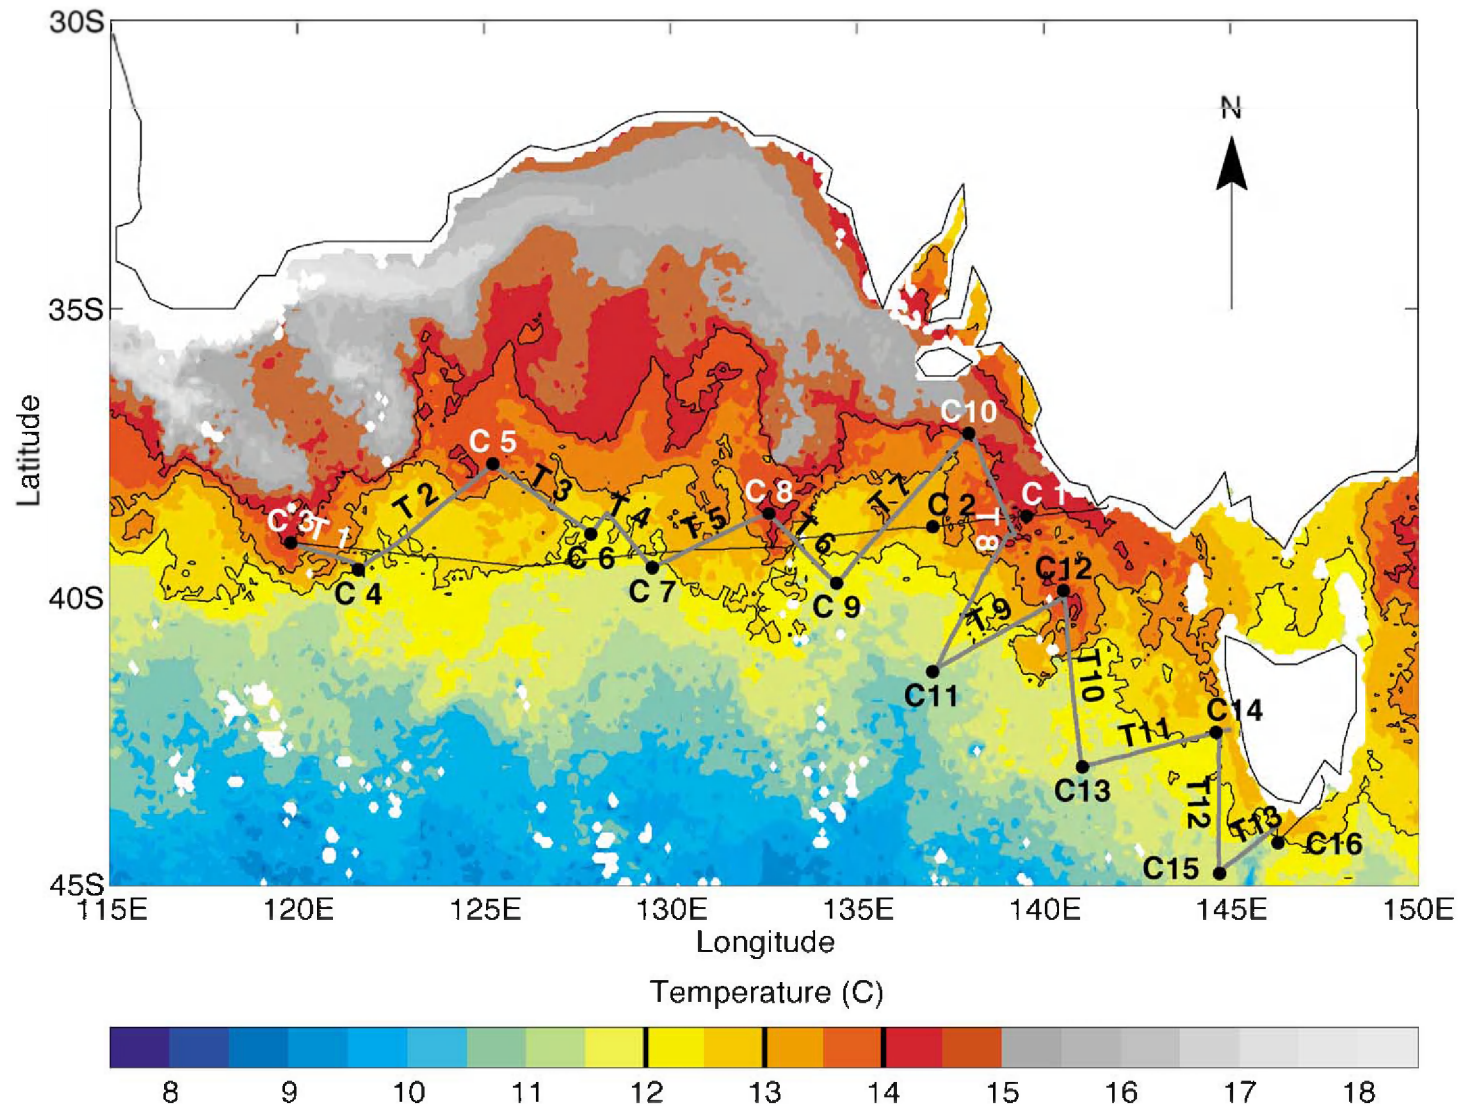 30S
N
35S
Latitude
C10
C 5
C 8
C 1
C 2
T 7
T 3
T 2
T 4
T 5
T 6
T 8
C 3
T 1
C 6
C12
C 4
C 7
C 9
40S
T 9
T10
C11
C14
T11
C13
T12
T13
C16
C15
45S
115E 120E 125E 130E 135E 140E 145E 150E
Longitude
Temperature (C)
8 9 10 11 12 13 14 15 16 17 18